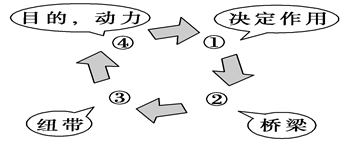 目的，动力 ④ ① 决定作用
纽带 ③ ② 桥梁